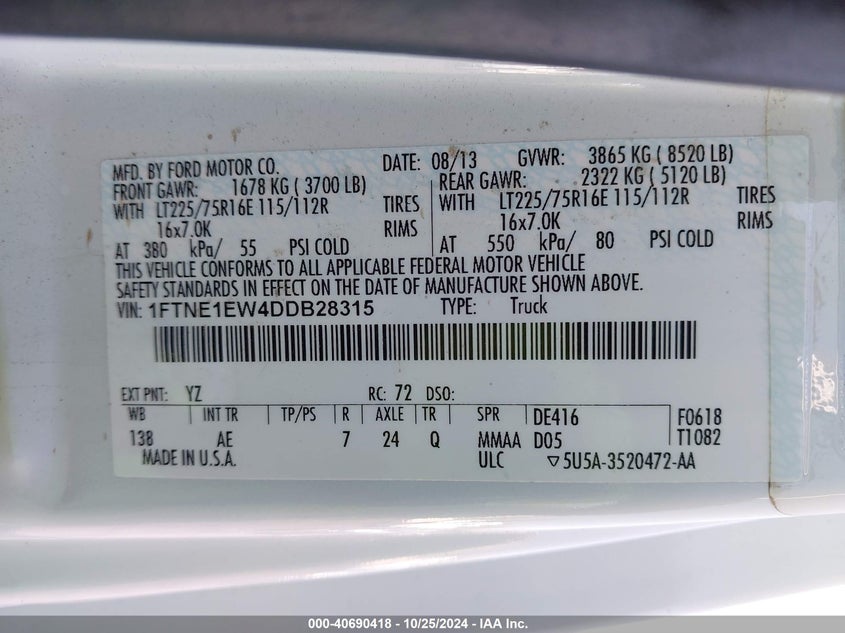 MFD. BY FORD MOTOR CO. DATE: 08/13 GVWR: 3865 KG ( 8520 LB)
FRONT GAWR: 1678 KG ( 3700 LB) REAR GAWR: 2322 KG ( 5120 LB)
WITH LT225/75R16E 115/112R TIRES WITH LT225/75R16E 115/112R TIRES
16x7.0K RIMS 16x7.0K RIMS
AT 380 kPa/ 55 PSI COLD AT 550 kPa/ 80 PSI COLD
THIS VEHICLE CONFORMS TO ALL APPLICABLE FEDERAL MOTOR VEHICLE
SAFETY STANDARDS IN EFFECT ON THE DATE OF MANUFACTURE SHOWN ABOVE.
VIN: 1FTNE1EW4DDB28315 TYPE: Truck
EXT PNT: YZ RC: 72 DSO:
WB INT TR TP/PS R AXLE TR SPR DE416 F0618
138 AE 7 24 Q MMAA D05 T1082
MADE IN U.S.A. ULC ▽5U5A-3520472-AA
000-40690418 - 10/25/2024 - IAA Inc.